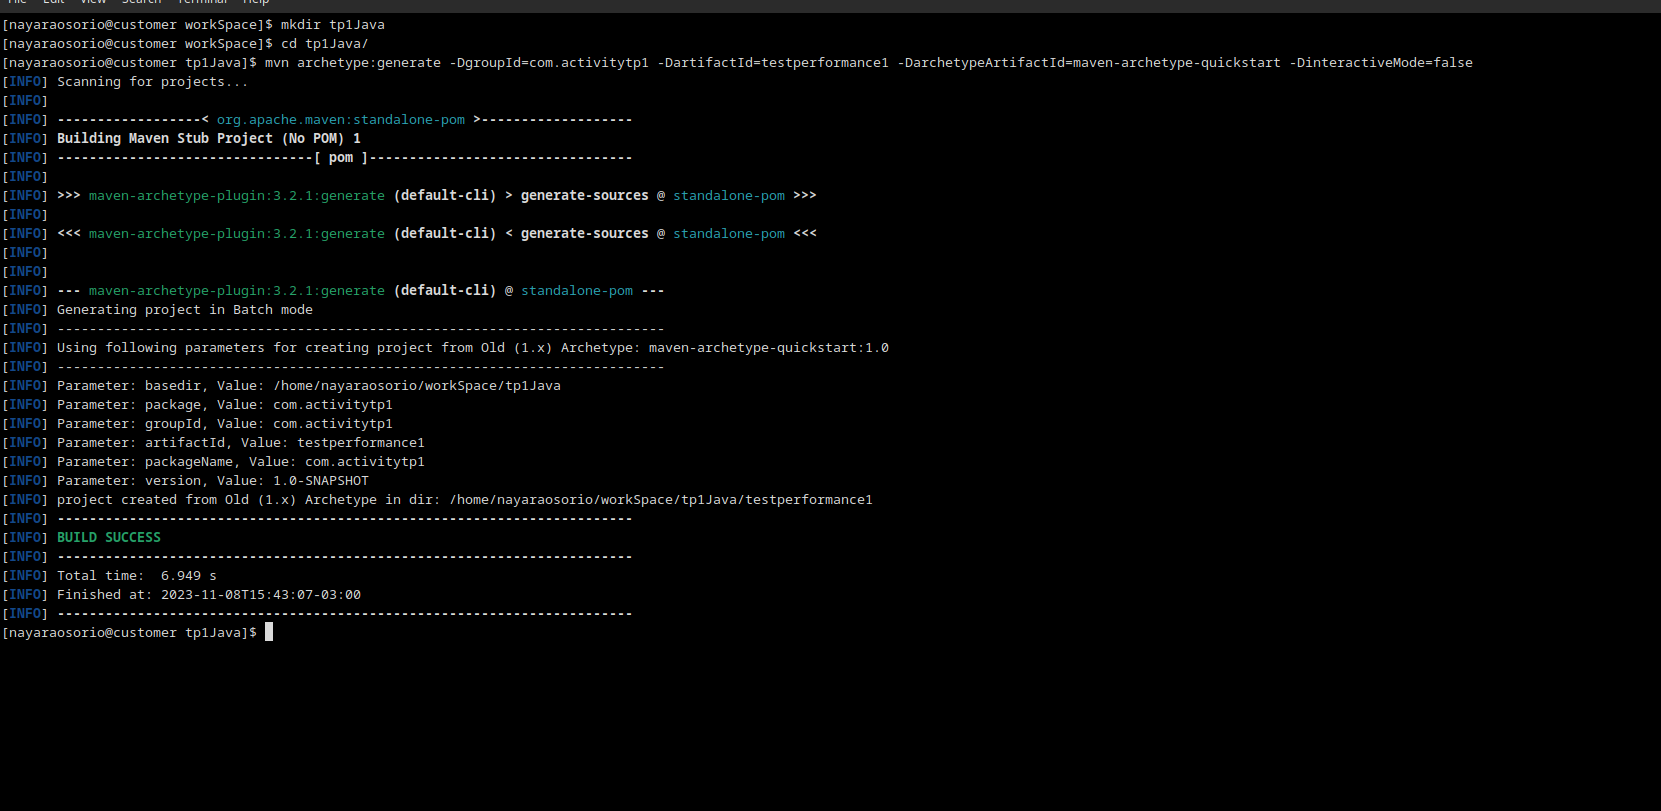 File Edit View Search Terminal Help
[nayaraosorio@customer workSpace]$ mkdir tp1Java
[nayaraosorio@customer workSpace]$ cd tp1Java/
[nayaraosorio@customer tp1Java]$ mvn archetype:generate -DgroupId=com.activitytp1 -DartifactId=testperformance1 -DarchetypeArtifactId=maven-archetype-quickstart -DinteractiveMode=false
[INFO] Scanning for projects...
[INFO]
[INFO] ------------------< org.apache.maven:standalone-pom >-------------------
[INFO] Building Maven Stub Project (No POM) 1
[INFO] --------------------------------[ pom ]---------------------------------
[INFO]
[INFO] >>> maven-archetype-plugin:3.2.1:generate (default-cli) > generate-sources @ standalone-pom >>>
[INFO]
[INFO] <<< maven-archetype-plugin:3.2.1:generate (default-cli) < generate-sources @ standalone-pom <<<
[INFO]
[INFO]
[INFO] --- maven-archetype-plugin:3.2.1:generate (default-cli) @ standalone-pom ---
[INFO] Generating project in Batch mode
[INFO] ----------------------------------------------------------------------------
[INFO] Using following parameters for creating project from Old (1.x) Archetype: maven-archetype-quickstart:1.0
[INFO] ----------------------------------------------------------------------------
[INFO] Parameter: basedir, Value: /home/nayaraosorio/workSpace/tp1Java
[INFO] Parameter: package, Value: com.activitytp1
[INFO] Parameter: groupId, Value: com.activitytp1
[INFO] Parameter: artifactId, Value: testperformance1
[INFO] Parameter: packageName, Value: com.activitytp1
[INFO] Parameter: version, Value: 1.0-SNAPSHOT
[INFO] project created from Old (1.x) Archetype in dir: /home/nayaraosorio/workSpace/tp1Java/testperformance1
[INFO] ------------------------------------------------------------------------
[INFO] BUILD SUCCESS
[INFO] ------------------------------------------------------------------------
[INFO] Total time:  6.949 s
[INFO] Finished at: 2023-11-08T15:43:07-03:00
[INFO] ------------------------------------------------------------------------
[nayaraosorio@customer tp1Java]$